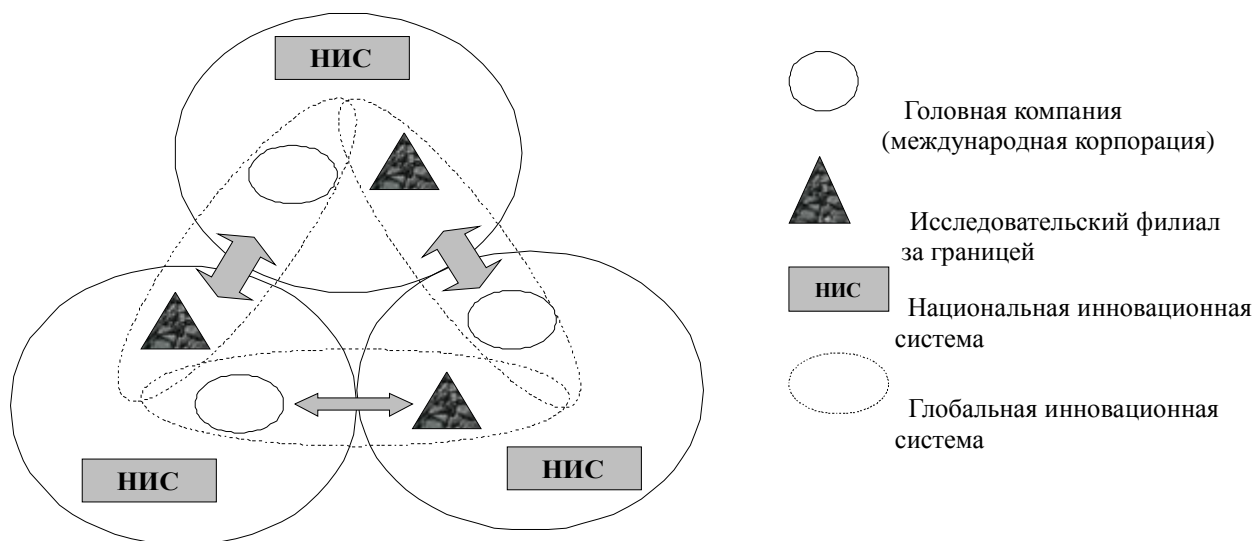 НИС
НИС
НИС
Головная компания
(международная корпорация)
Исследовательский филиал
за границей
НИС
Национальная инновационная
система
Глобальная инновационная
система